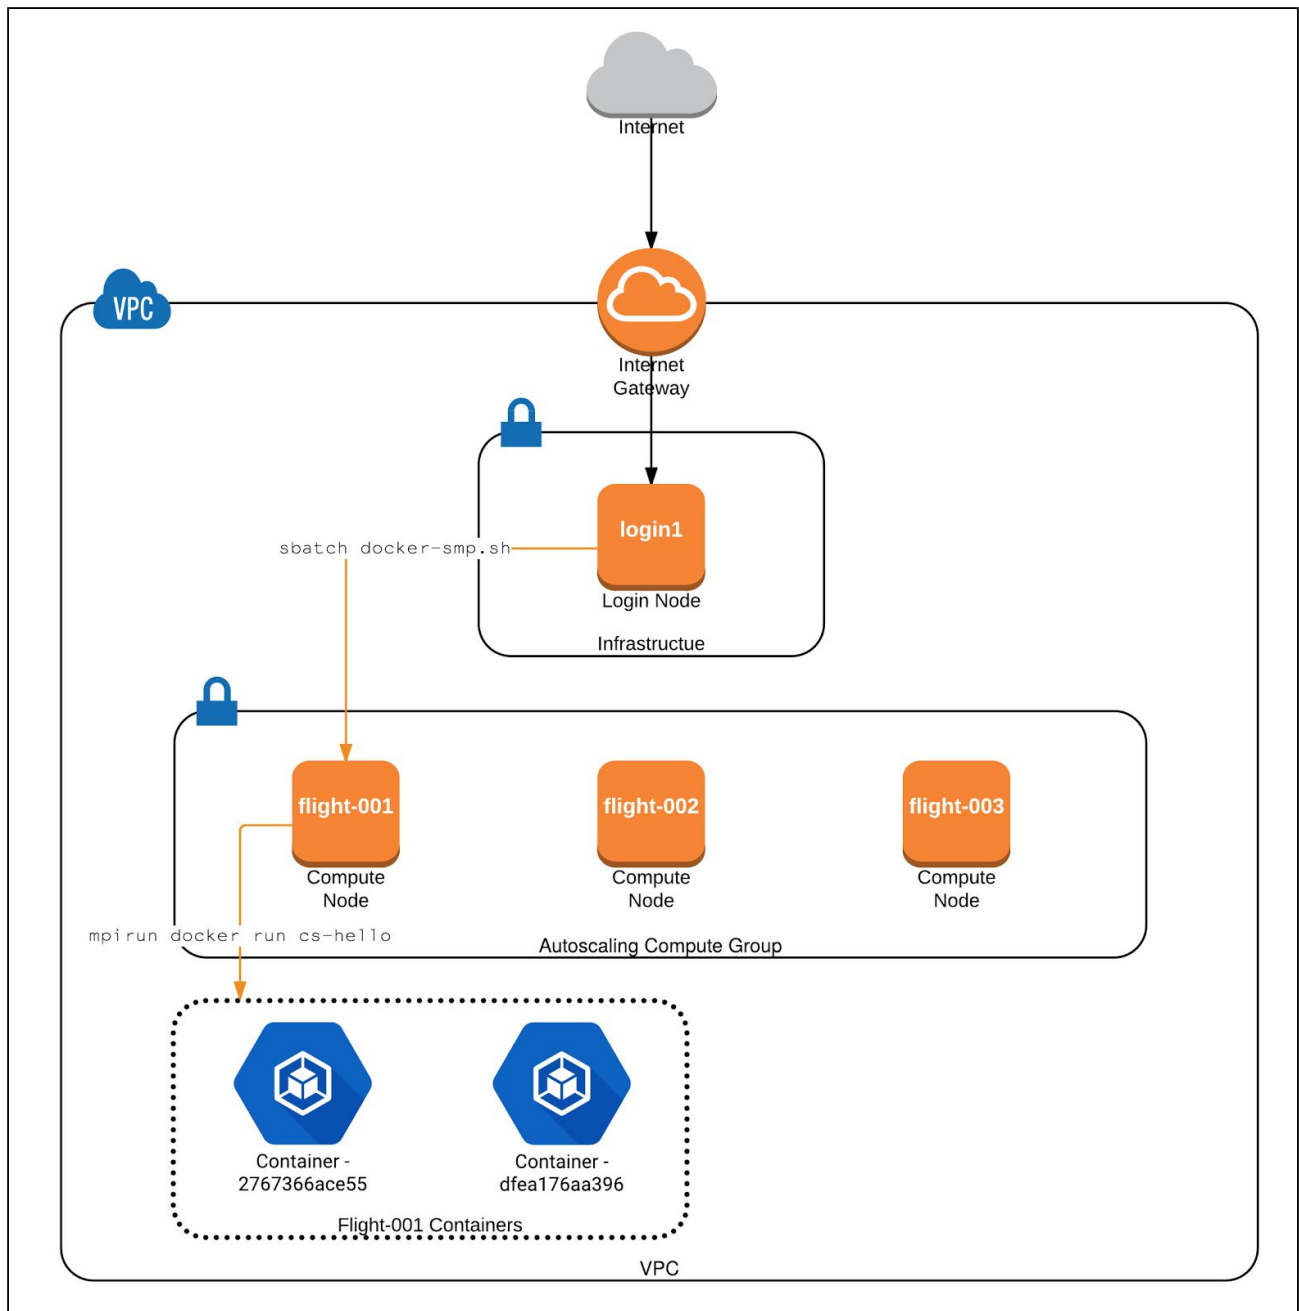 Internet
VPC
Internet
Gateway
login1
sbatch docker-smp.sh
Login Node
Infrastructue
flight-001
flight-002
flight-003
Compute
Node
Compute
Node
Compute
Node
mpirun docker run cs-hello
Autoscaling Compute Group
Container -
2767366ace55
Container -
dfea176aa396
Flight-001 Containers
VPC